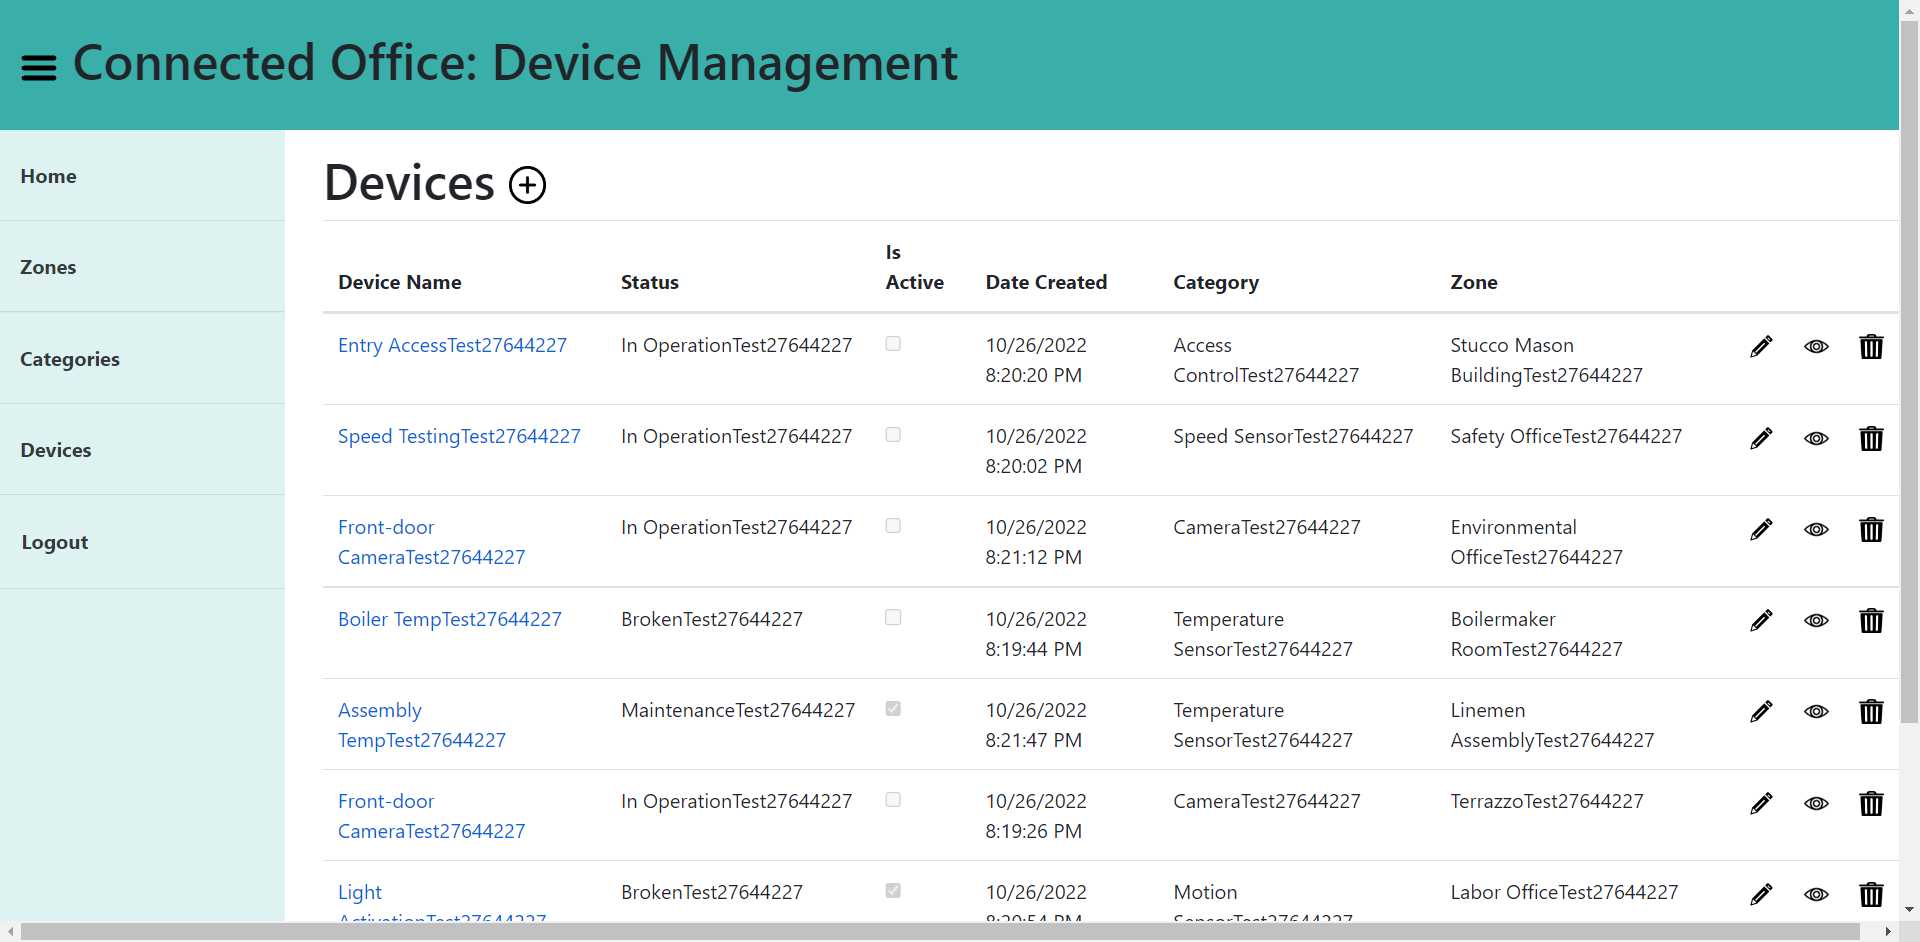 Connected Office: Device Management
Home
Zones
Categories
Devices
Logout
Devices
Device Name Status Is Active Date Created Category Zone
Entry AccessTest27644227 In OperationTest27644227 10/26/2022 Access Stucco Mason
8:20:20 PM ControlTest27644227 BuildingTest27644227
Speed TestingTest27644227 In OperationTest27644227 10/26/2022 Speed SensorTest27644227 Safety OfficeTest27644227
8:20:02 PM
Front-door In OperationTest27644227 10/26/2022 CameraTest27644227 Environmental
CameraTest27644227 8:21:12 PM OfficeTest27644227
Boiler TempTest27644227 BrokenTest27644227 10/26/2022 Temperature Boilermaker
8:19:44 PM SensorTest27644227 RoomTest27644227
Assembly MaintenanceTest27644227 10/26/2022 Temperature Linemen
TempTest27644227 8:21:47 PM SensorTest27644227 AssemblyTest27644227
Front-door In OperationTest27644227 10/26/2022 CameraTest27644227 TerrazzoTest27644227
CameraTest27644227 8:19:26 PM
Light BrokenTest27644227 10/26/2022 Motion Labor OfficeTest27644227
ActivationTest27644227 8:20:54 PM SensorTest27644227